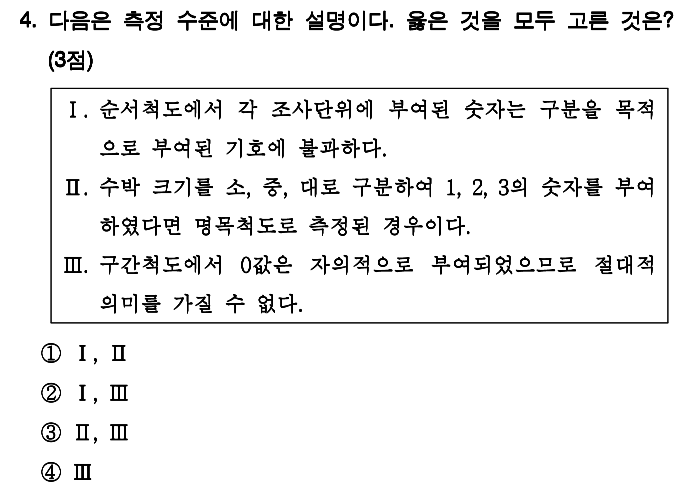 4. 다음은 측정 수준에 대한 설명이다. 옳은 것을 모두 고른 것은?
(3점)
Ⅰ. 순서척도에서 각 조사단위에 부여된 숫자는 구분을 목적
으로 부여된 기호에 불과하다.
Ⅱ. 수박 크기를 소, 중, 대로 구분하여 1, 2, 3의 숫자를 부여
하였다면 명목척도로 측정된 경우이다.
Ⅲ. 구간척도에서 0값은 자의적으로 부여되었으므로 절대적
의미를 가질 수 없다.
① Ⅰ, Ⅱ
② Ⅰ, Ⅲ
③ Ⅱ, Ⅲ
④ Ⅲ